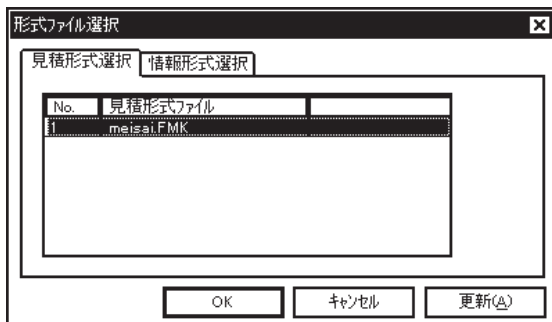 形式ファイル選択
見積形式選択 情報形式選択
No. 見積形式ファイル
1 meisai.FMK
OK キャンセル 更新(A)